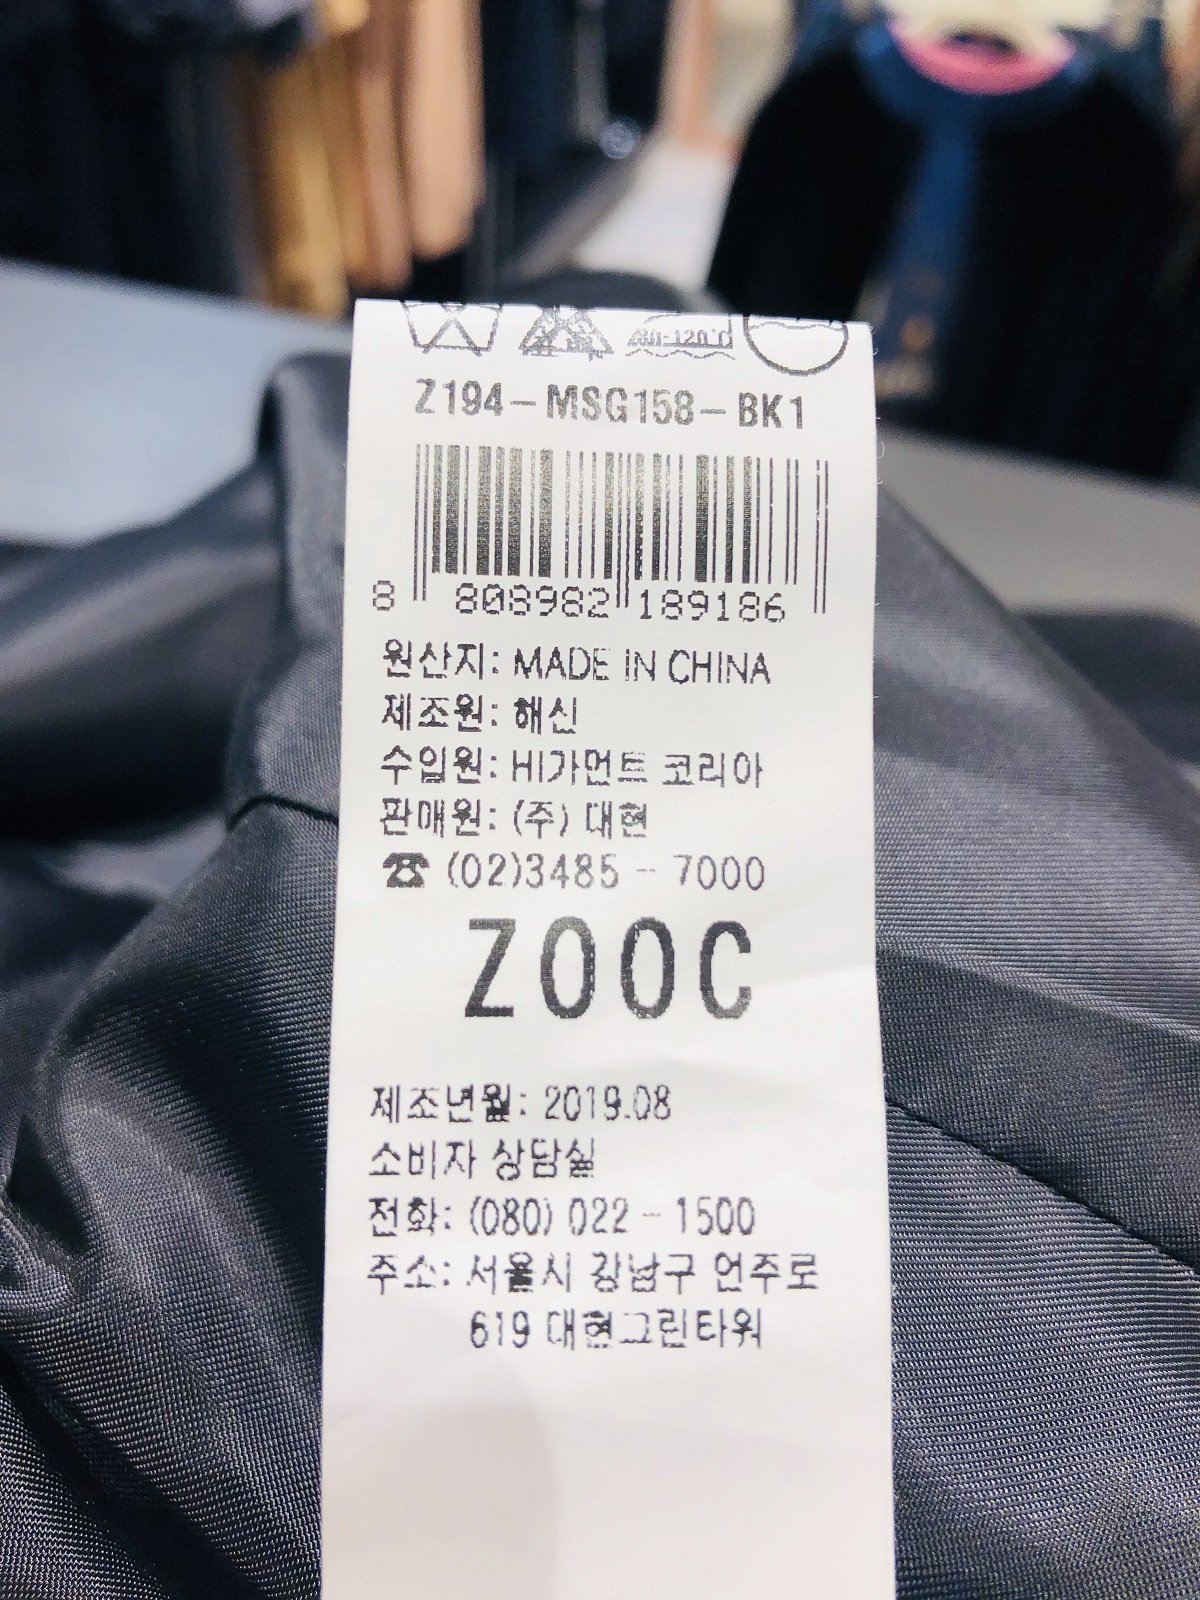 80-120℃
Z194-MSG158-BK1
8 808982 189186
원산지: MADE IN CHINA
제조원: 해신
수입원: 비가먼트 코리아
판매원: (주) 대현
☎ (02)3485 - 7000
ZOOC
제조년월: 2019.08
소비자 상담실
전화: (080) 022 - 1500
주소: 서울시 강남구 언주로
619 대현그린타워